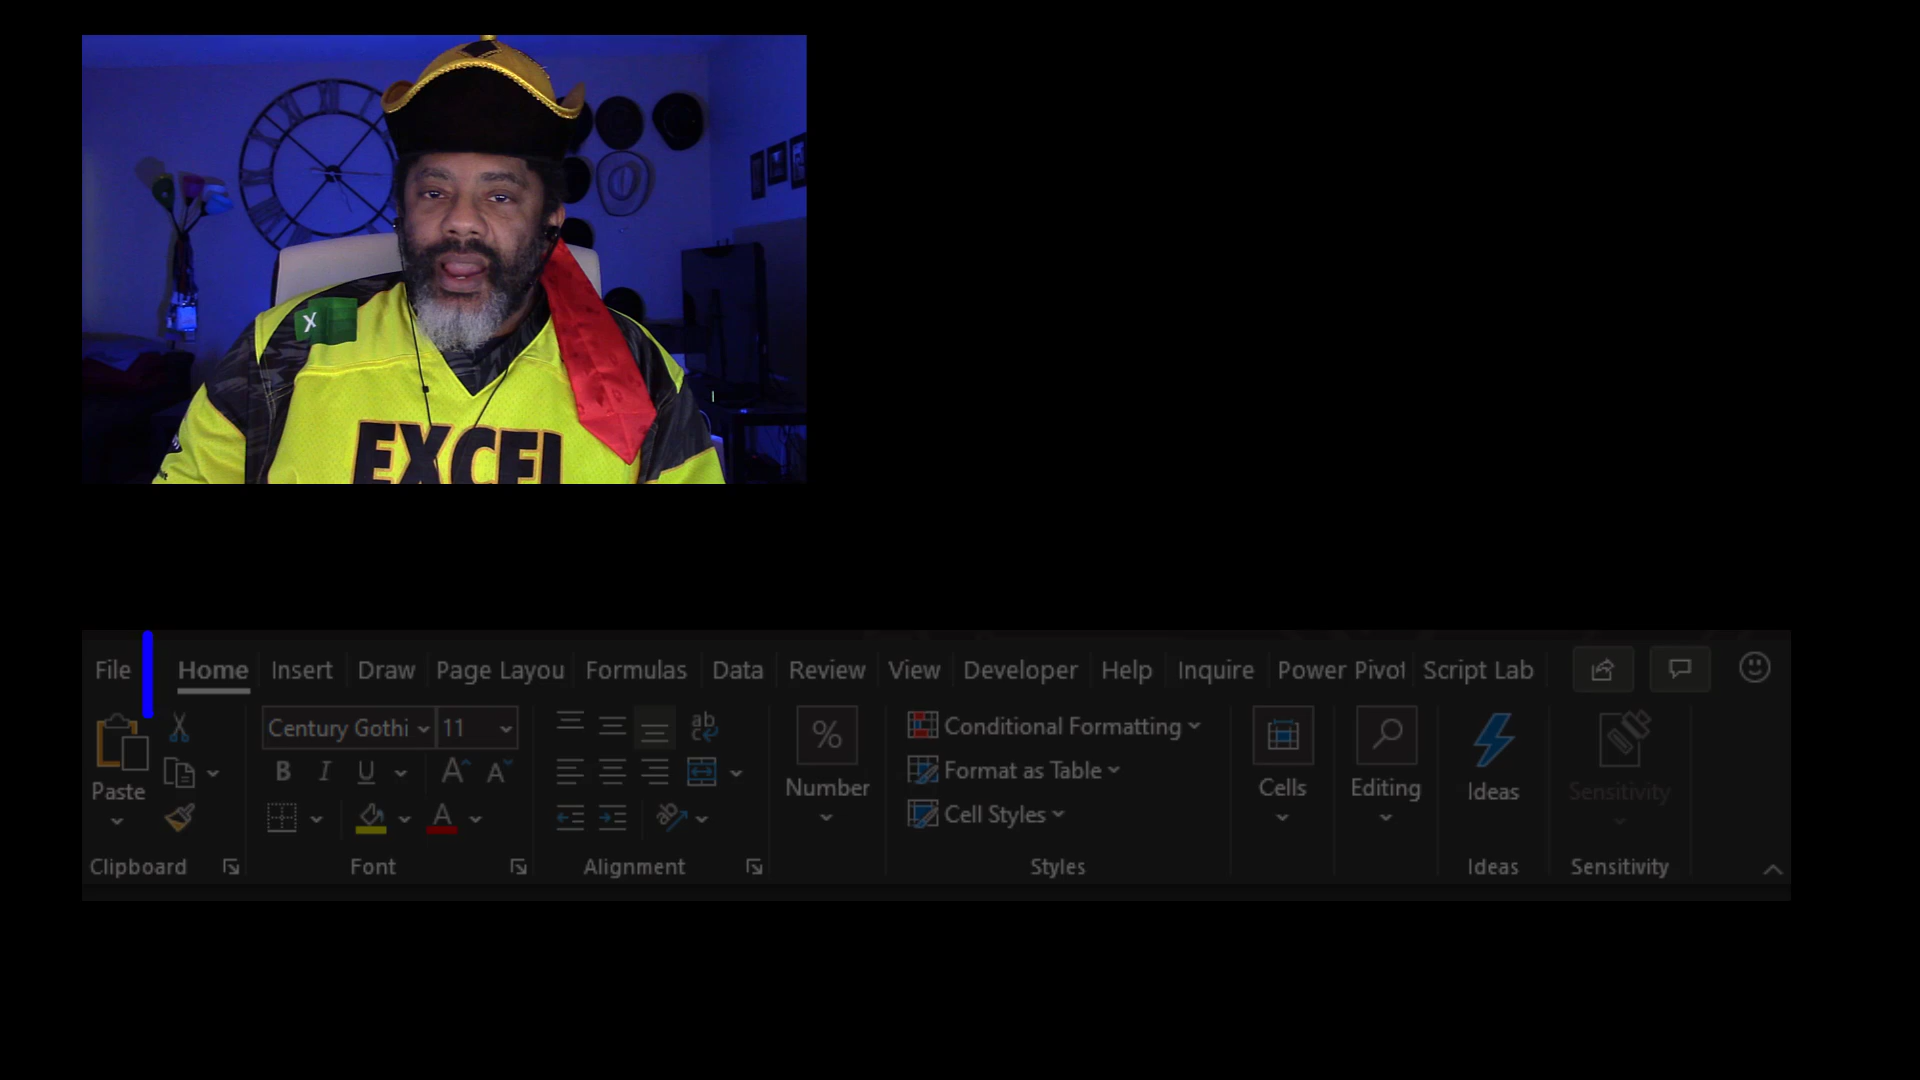 X
EXCEL
File Home Insert Draw Page Layou Formulas Data Review View Developer Help Inquire Power Pivot Script Lab
Century Gothi 11
ab
c
%
Conditional Formatting
B I U A A
Format as Table
Paste
Number
Cells
Editing
Ideas
Sensitivity
A
ab
Cell Styles
Clipboard Font Alignment Styles Ideas Sensitivity